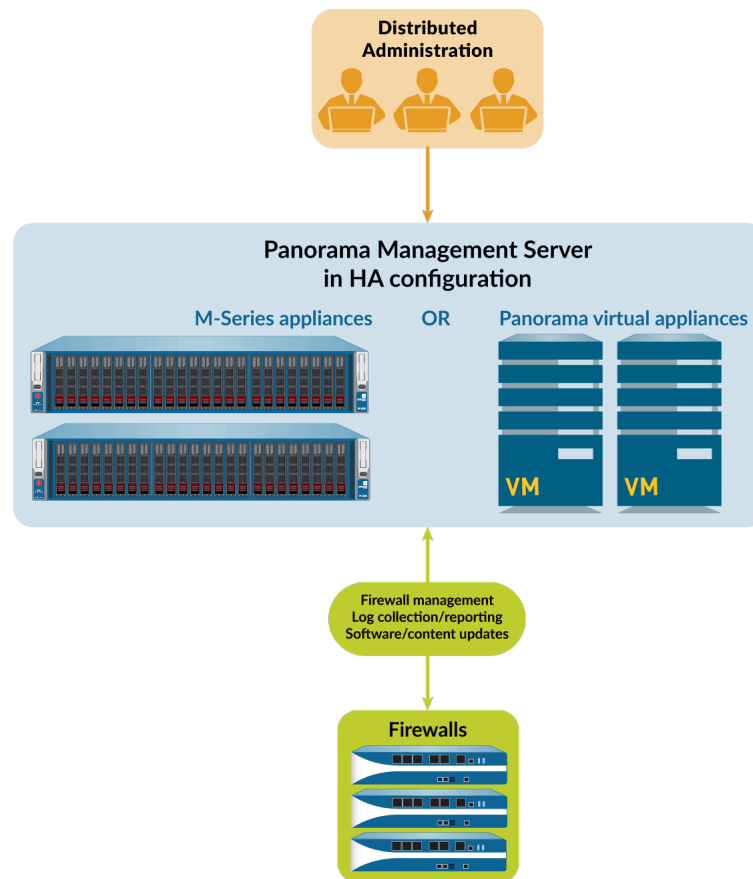 Distributed
Administration
Panorama Management Server
in HA configuration
M-Series appliances OR Panorama virtual appliances
VM VM
Firewall management
Log collection/reporting
Software/content updates
Firewalls